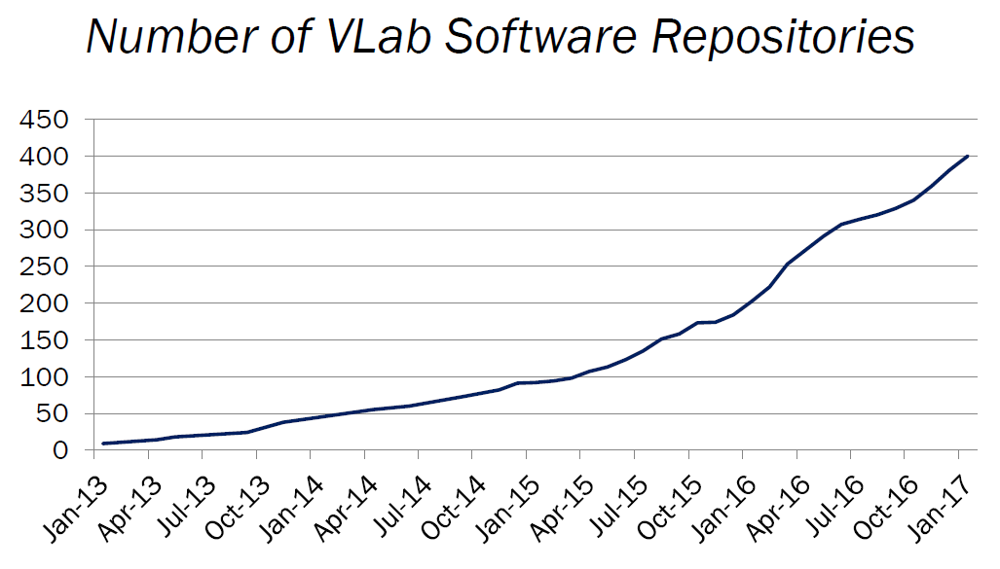 Number of VLab Software Repositories
450
400
350
300
250
200
150
100
50
0
Jan-13
Apr-13
Jul-13
Oct-13
Jan-14
Apr-14
Jul-14
Oct-14
Jan-15
Apr-15
Jul-15
Oct-15
Jan-16
Apr-16
Jul-16
Oct-16
Jan-17